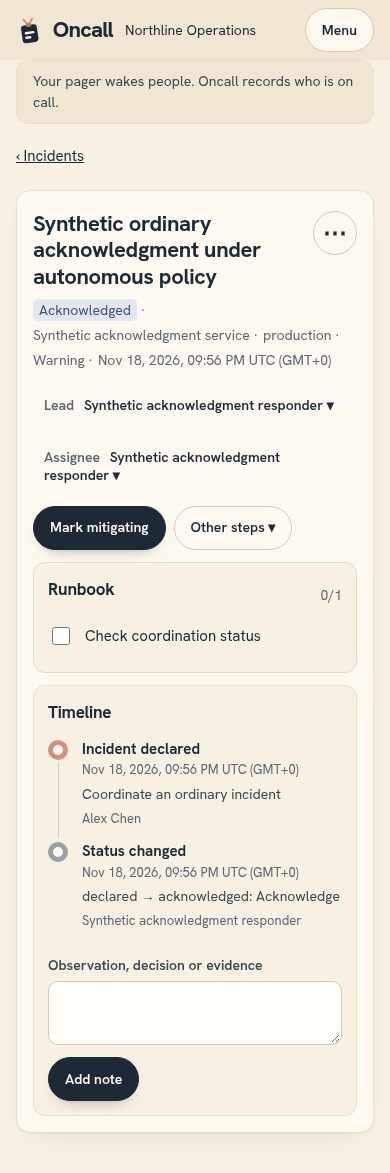 Oncall Northline Operations Menu
Your pager wakes people. Oncall records who is on
call.
‹ Incidents
Synthetic ordinary
acknowledgment under
autonomous policy
...
Acknowledged ·
Synthetic acknowledgment service · production ·
Warning · Nov 18, 2026, 09:56 PM UTC (GMT+0)
Lead Synthetic acknowledgment responder ▾
Assignee Synthetic acknowledgment
responder ▾
Mark mitigating Other steps ▾
Runbook 0/1
Check coordination status
Timeline
Incident declared
Nov 18, 2026, 09:56 PM UTC (GMT+0)
Coordinate an ordinary incident
Alex Chen
Status changed
Nov 18, 2026, 09:56 PM UTC (GMT+0)
declared → acknowledged: Acknowledge
Synthetic acknowledgment responder
Observation, decision or evidence
Add note